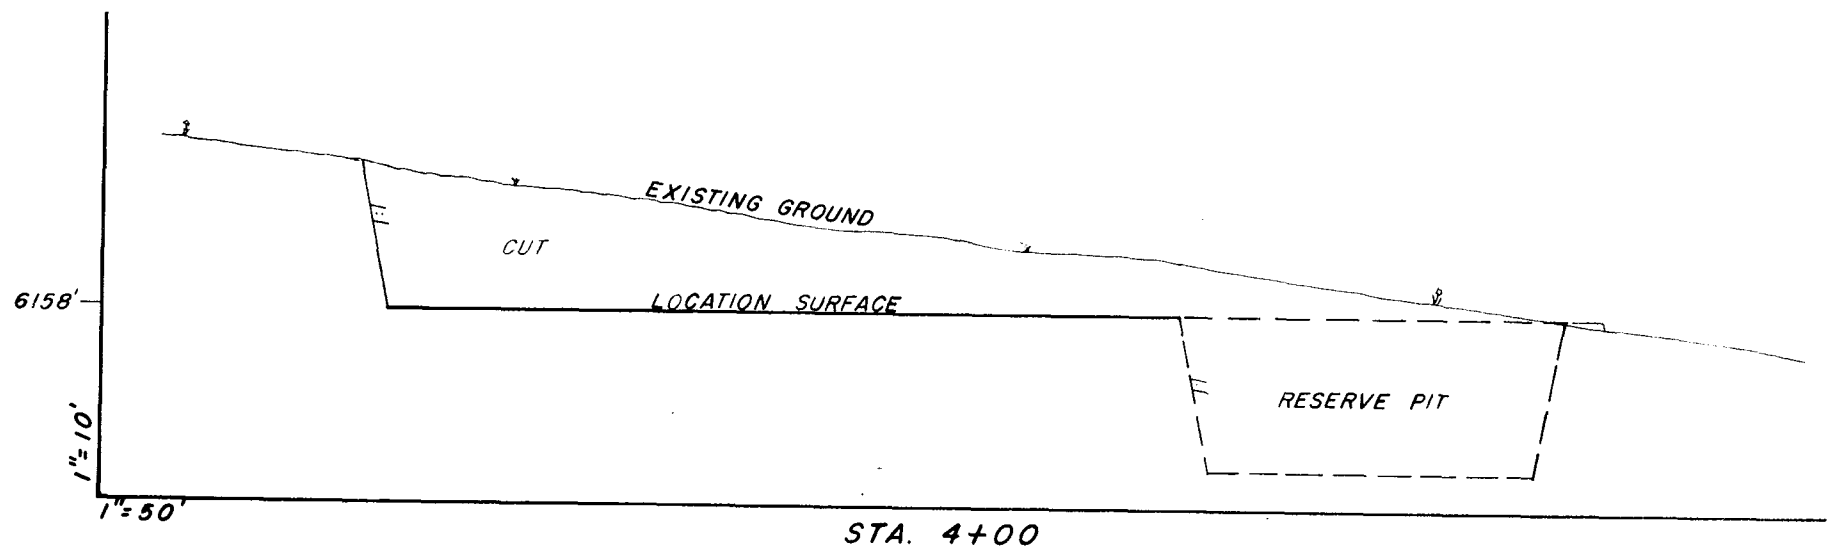 EXISTING GROUND
CUT
6158'
LOCATION SURFACE
RESERVE PIT
1"=10'
1"=50'
STA. 4+00